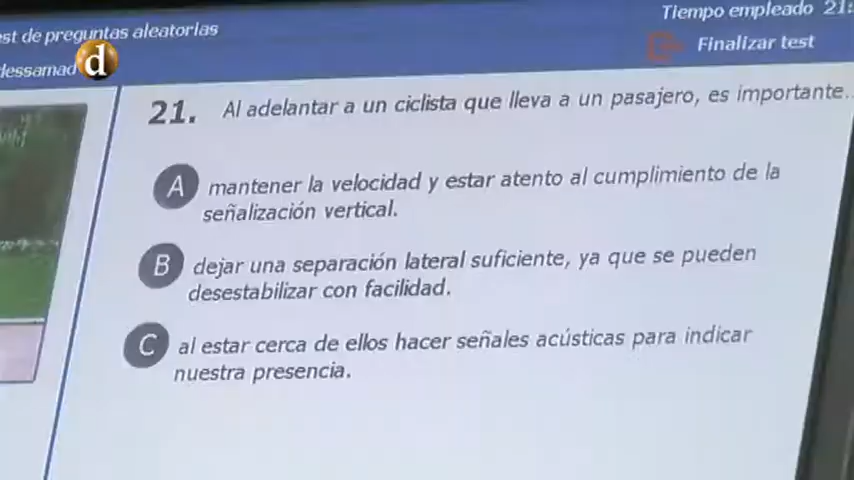 Tiempo empleado 21:
st de preguntas aleatorias
Finalizar test
d
21. Al adelantar a un ciclista que lleva a un pasajero, es importante..
A mantener la velocidad y estar atento al cumplimiento de la
señalización vertical.
B dejar una separación lateral suficiente, ya que se pueden
desestabilizar con facilidad.
C al estar cerca de ellos hacer señales acústicas para indicar
nuestra presencia.